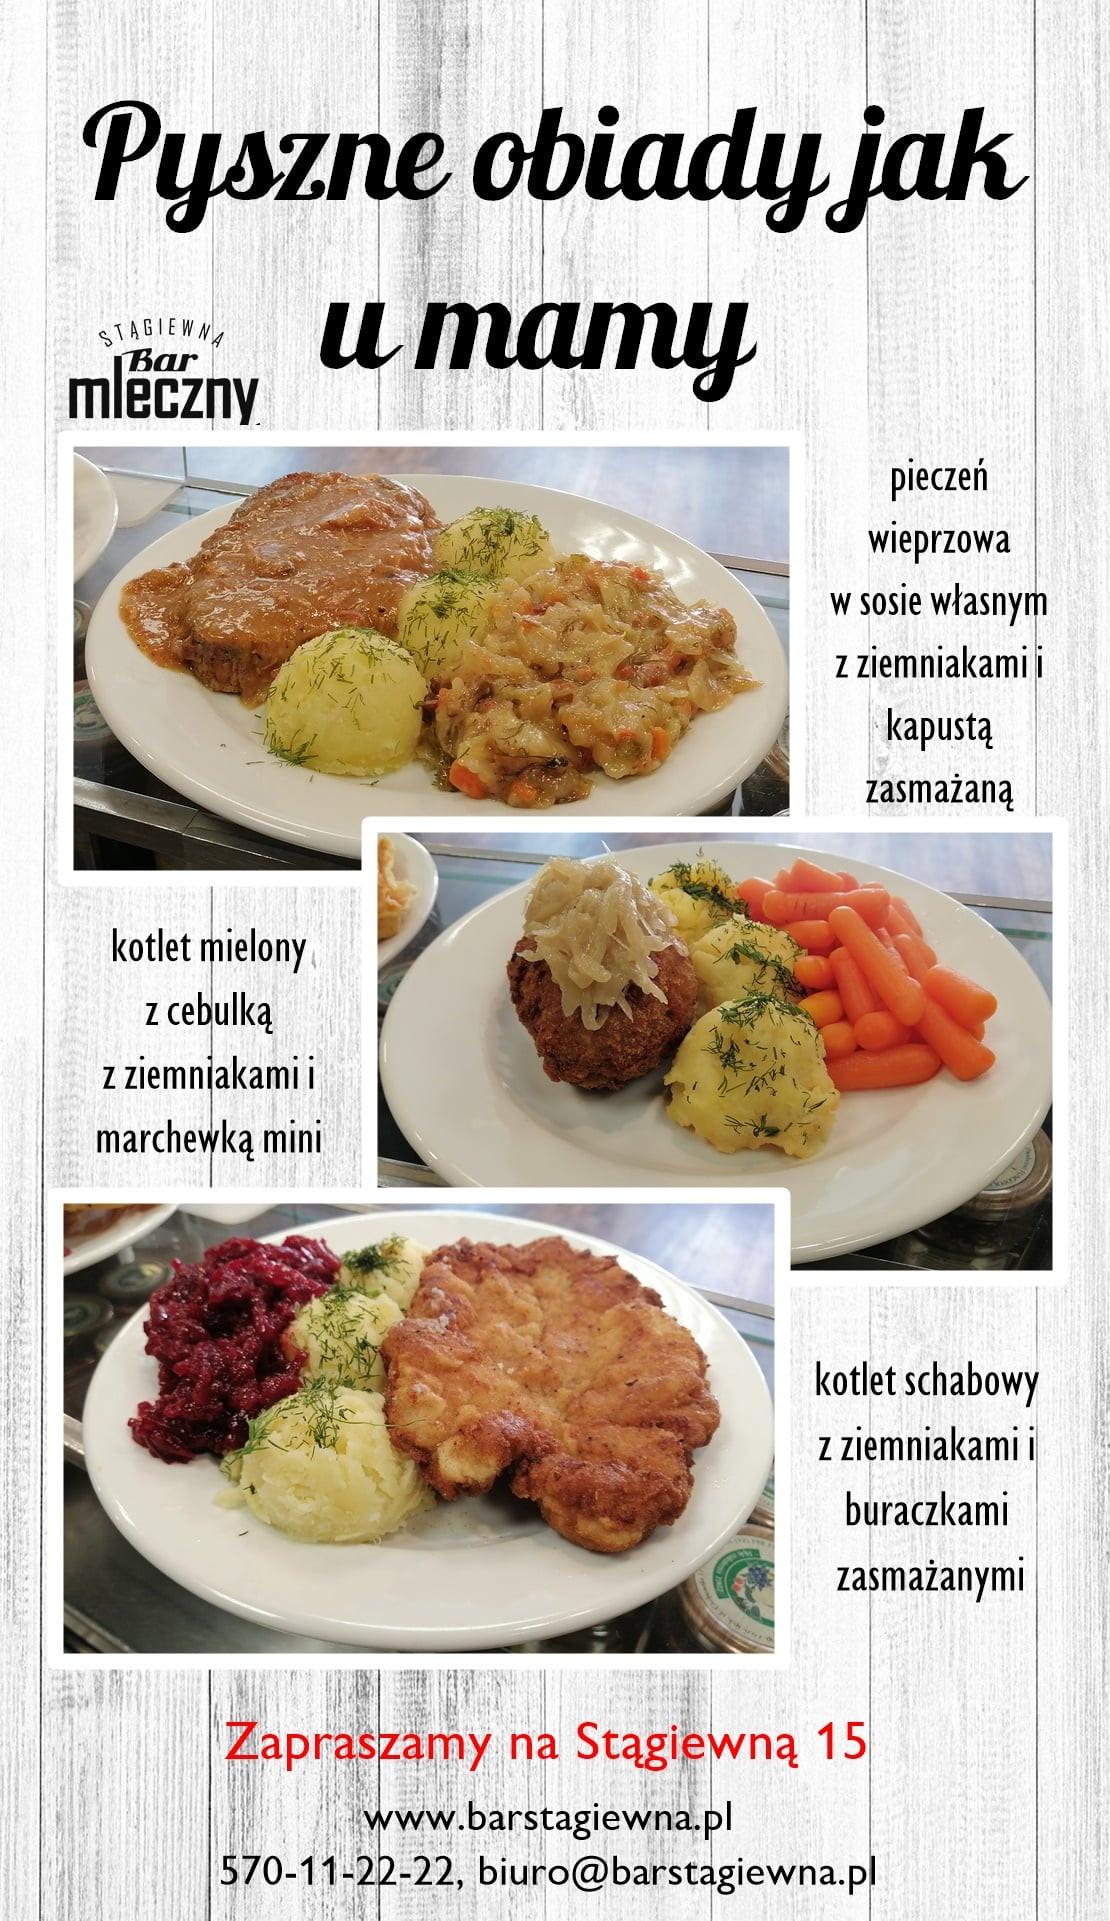 Pyszne obiady jak
u mamy
STĄGIEWNA
Bar
mleczny
pieczeń
wieprzowa
w sosie własnym
z ziemniakami i
kapustą
zasmażaną
kotlet mielony
z cebulką
z ziemniakami i
marchewką mini
kotlet schabowy
z ziemniakami i
buraczkami
zasmażanymi
Zapraszamy na Stągiewną 15
www.barstagiewna.pl
570-11-22-22, biuro@barstagiewna.pl